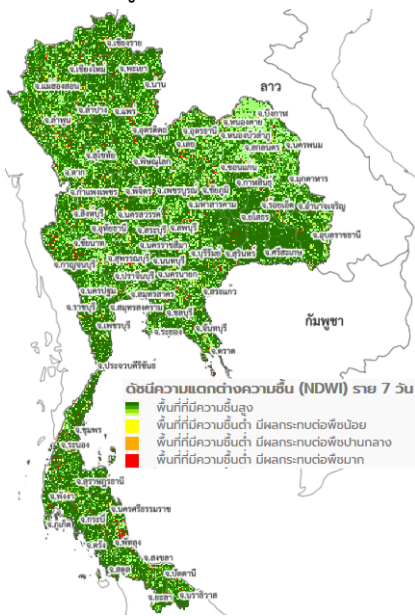 จ.เชียงราย
จ.เชียงใหม่ จ.พะเยา
จ.แม่ฮ่องสอน จ.น่าน
จ.ลำปาง จ.แพร่
จ.ลำพูน
จ.อุตรดิตถ์
จ.สุโขทัย
จ.ตาก จ.พิษณุโลก
จ.เลย จ.อุดรธานี
ลาว
จ.บึงกาฬ
จ.หนองคาย
จ.หนองบัวลำภู
จ.สกลนคร จ.นครพนม
จ.ขอนแก่น
จ.กาฬสินธุ์ จ.มุกดาหาร
จ.กำแพงเพชร จ.พิจิตร จ.เพชรบูรณ์ จ.ชัยภูมิ
จ.มหาสารคาม จ.ร้อยเอ็ด จ.อำนาจเจริญ
จ.ยโสธร
จ.สิงห์บุรี จ.นครสวรรค์
จ.อุทัยธานี จ.สระบุรี จ.ลพบุรี
จ.อุบลราชธานี
จ.ชัยนาท จ.นครราชสีมา จ.บุรีรัมย์ จ.สุรินทร์ จ.ศรีสะเกษ
จ.กาญจนบุรี จ.สุพรรณบุรี จ.นนทบุรี
จ.ปราจีนบุรี จ.นครนายก
จ.นครปฐม จ.สมุทรสาคร จ.สระแก้ว
จ.ราชบุรี จ.สมุทรสงคราม จ.ชลบุรี
จ.เพชรบุรี จ.ระยอง จ.จันทบุรี
จ.ตราด
กัมพูชา
จ.ประจวบคีรีขันธ์
ดัชนีความแตกต่างความชื้น (NDWI) ราย 7 วัน
พื้นที่ที่มีความชื้นสูง
พื้นที่ที่มีความชื้นต่ำ มีผลกระทบต่อพืชน้อย
พื้นที่ที่มีความชื้นต่ำ มีผลกระทบต่อพืชปานกลาง
พื้นที่ที่มีความชื้นต่ำ มีผลกระทบต่อพืชมาก
จ.ชุมพร
จ.ระนอง
จ.สุราษฎร์ธานี
จ.พังงา จ.นครศรีธรรมราช
จ.ภูเก็ต จ.กระบี่
จ.ตรัง จ.พัทลุง
จ.สตูล จ.สงขลา
จ.ปัตตานี
จ.ยะลา จ.นราธิวาส